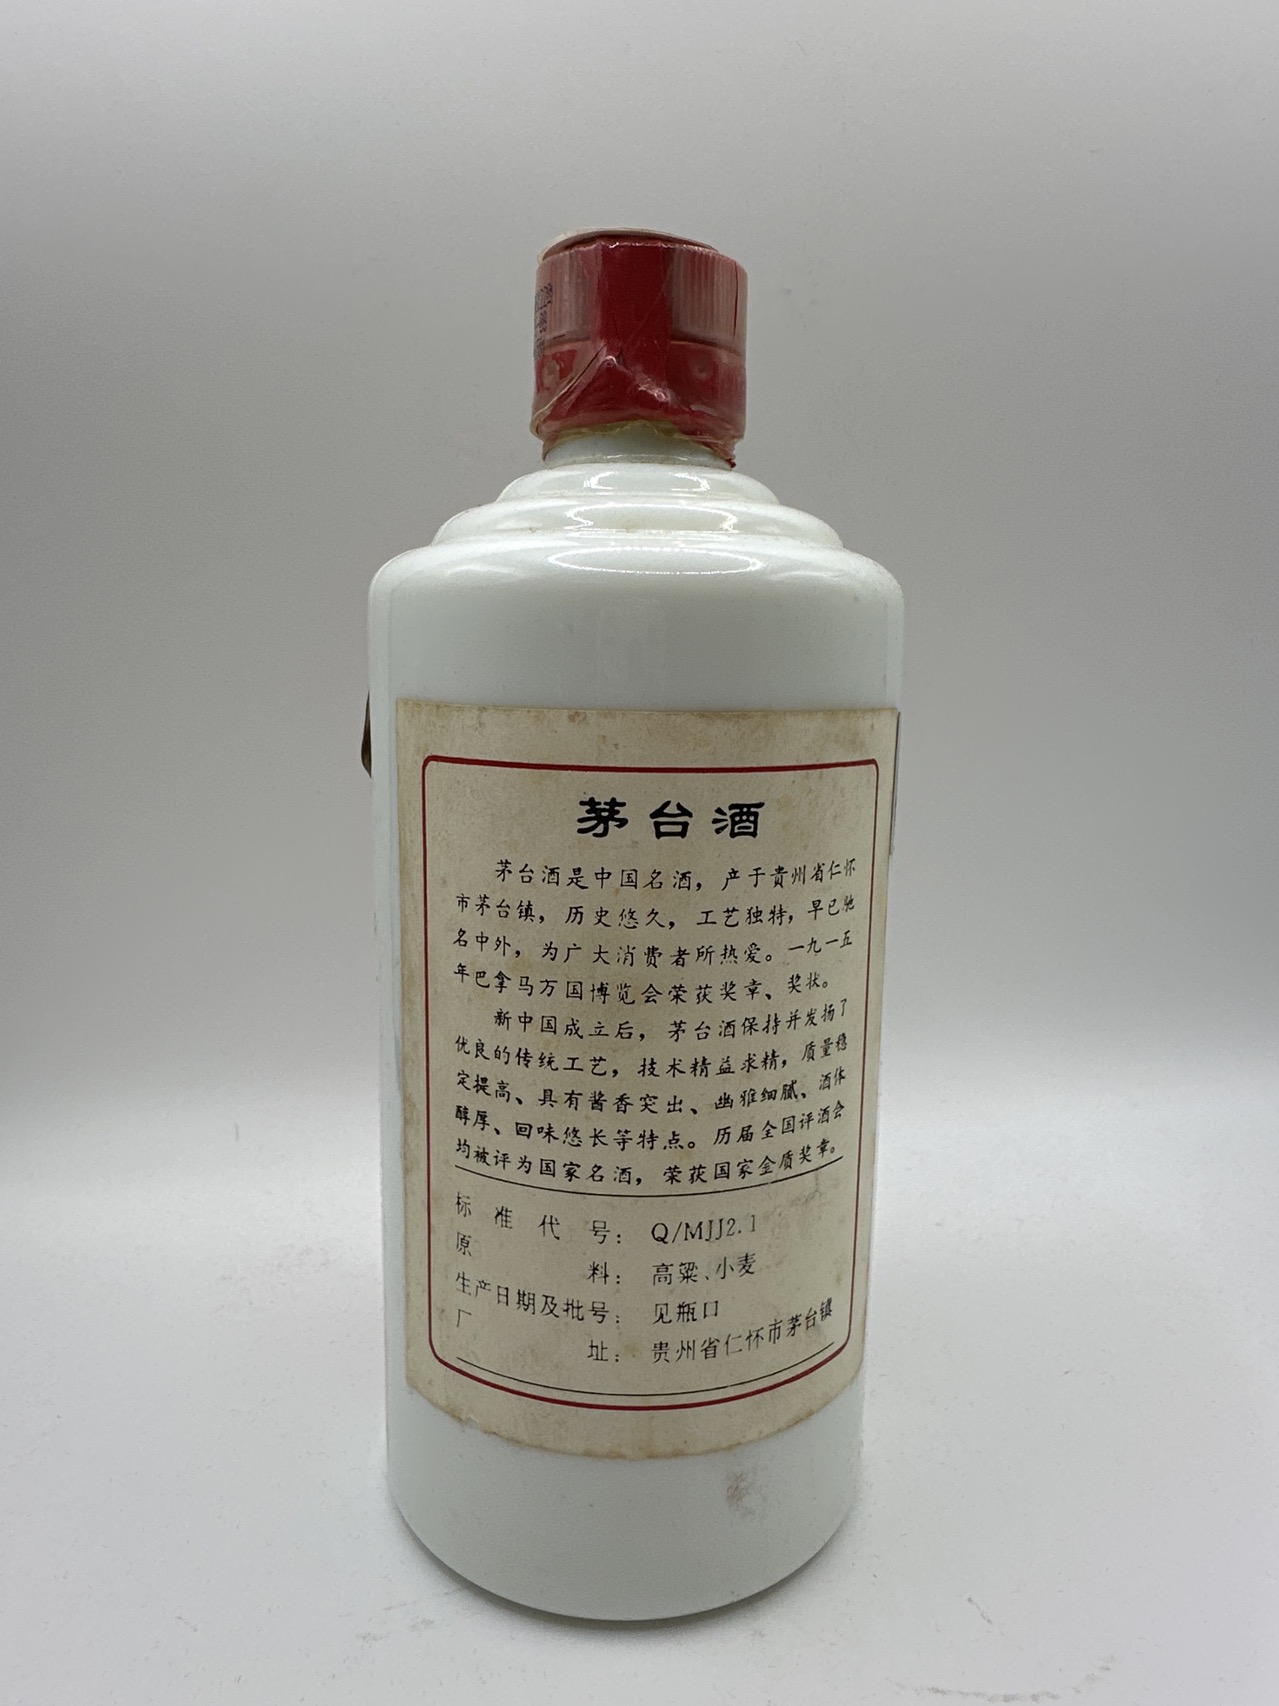 茅台酒
茅台酒是中国名酒，产于贵州省仁怀
市茅台镇，历史悠久，工艺独特，早已驰
名中外，为广大消费者所热爱。一九一五
年巴拿马万国博览会荣获奖章、奖状。
新中国成立后，茅台酒保持并发扬了
优良的传统工艺，技术精益求精，质量稳
定提高、具有酱香突出、幽雅细腻、酒体
醇厚、回味悠长等特点。历届全国评酒会
均被评为国家名酒，荣获国家金质奖章。
标准代号： Q/MJJ2.1
原料： 高粱、小麦
生产日期及批号： 见瓶口
厂址： 贵州省仁怀市茅台镇